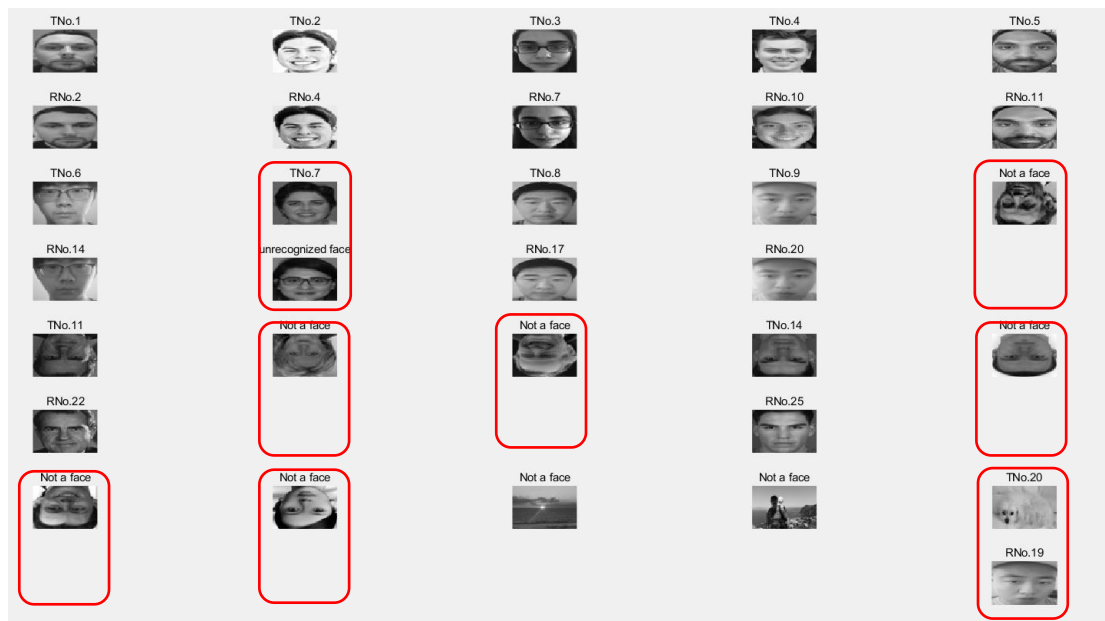 TNo.1 TNo.2 TNo.3 TNo.4 TNo.5
RNo.2 RNo.4 RNo.7 RNo.10 RNo.11
TNo.6 TNo.7 TNo.8 TNo.9 Not a face
RNo.14 unrecognized face RNo.17 RNo.20
TNo.11 Not a face Not a face TNo.14 Not a face
RNo.22 RNo.25
Not a face Not a face Not a face Not a face TNo.20
RNo.19